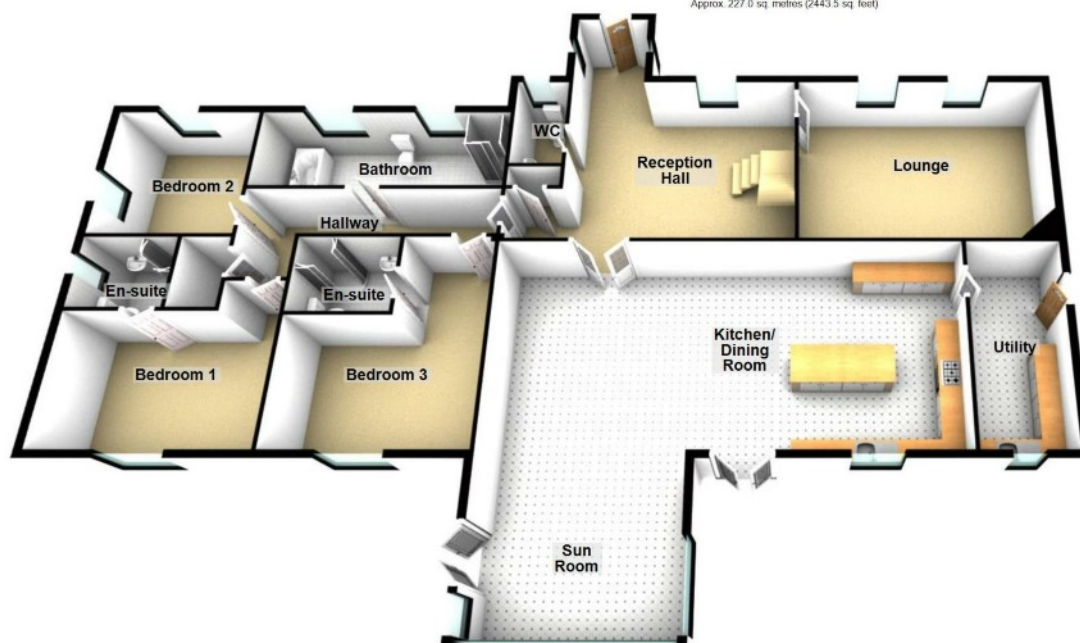 Approx. 227.0 sq. metres (2443.5 sq. feet)
WC
Bathroom
Reception
Hall
Lounge
Bedroom 2
Hallway
En-suite
En-suite
Kitchen/
Dining
Room
Utility
Bedroom 1
Bedroom 3
Sun
Room